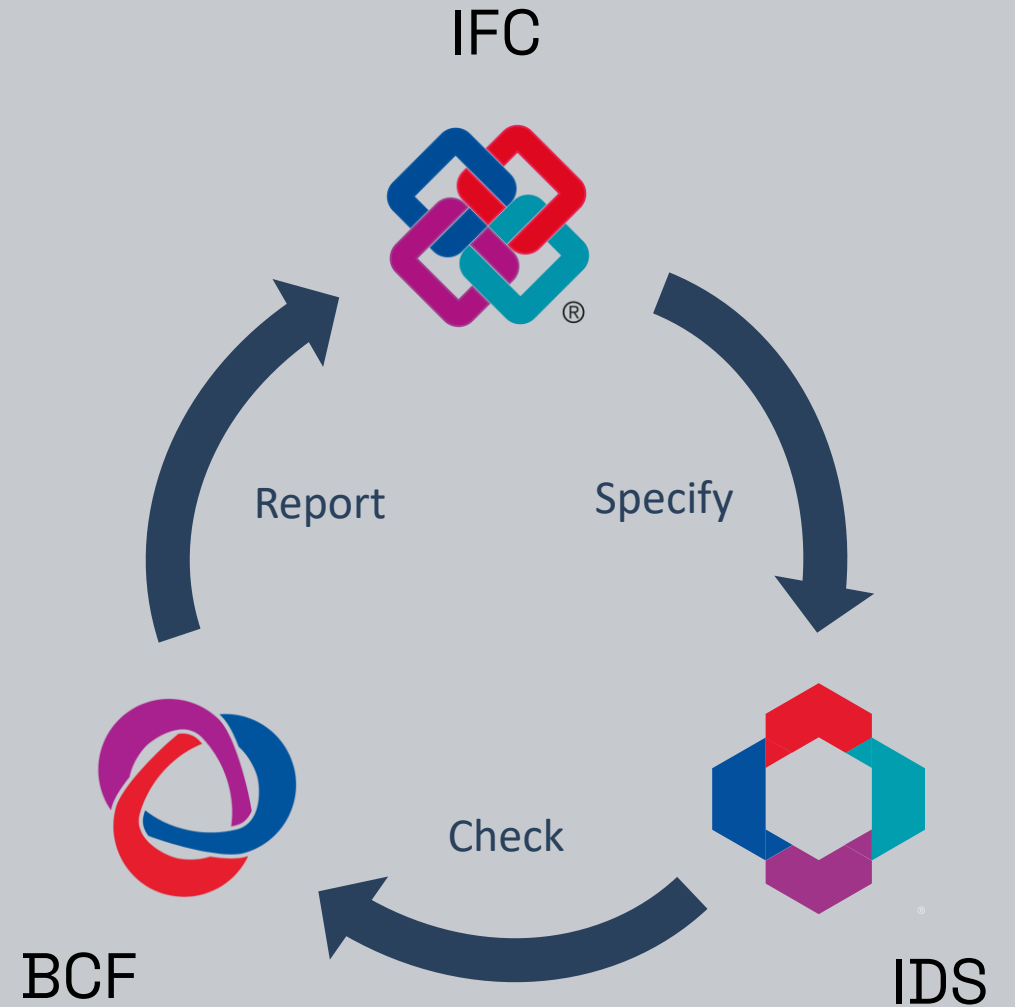 IFC
®
Report
Specify
Check
®
BCF
IDS